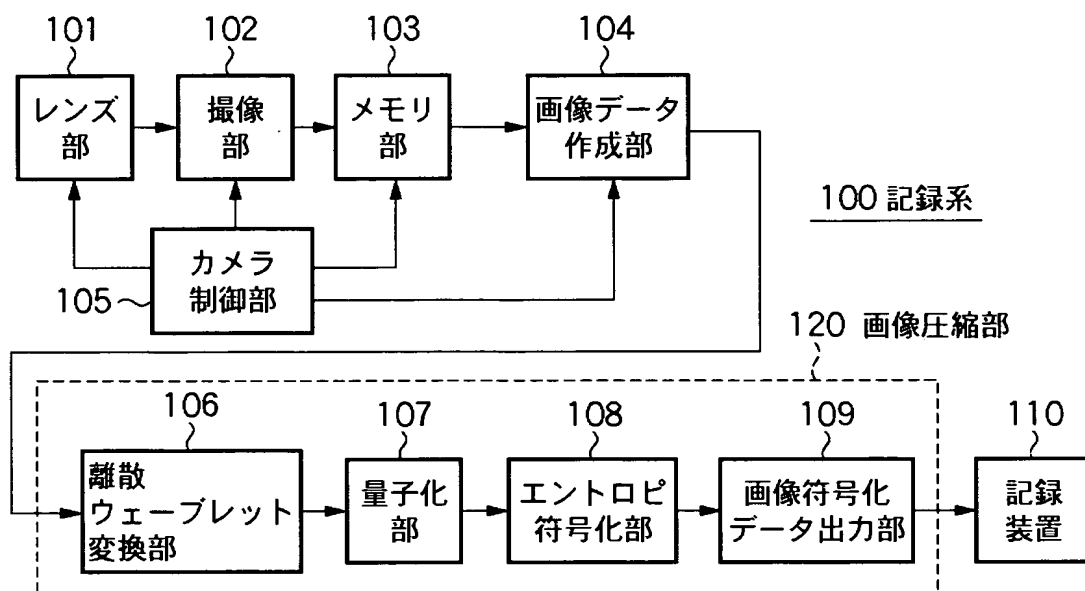 101
102
103
104
レンズ
部
撮像
部
メモリ
部
画像データ
作成部
100 記録系
カメラ
制御部
105
120 画像圧縮部
106
107
108
109
110
離散
ウェーブレット
変換部
量子化
部
エントロピ
符号化部
画像符号化
データ出力部
記録
装置